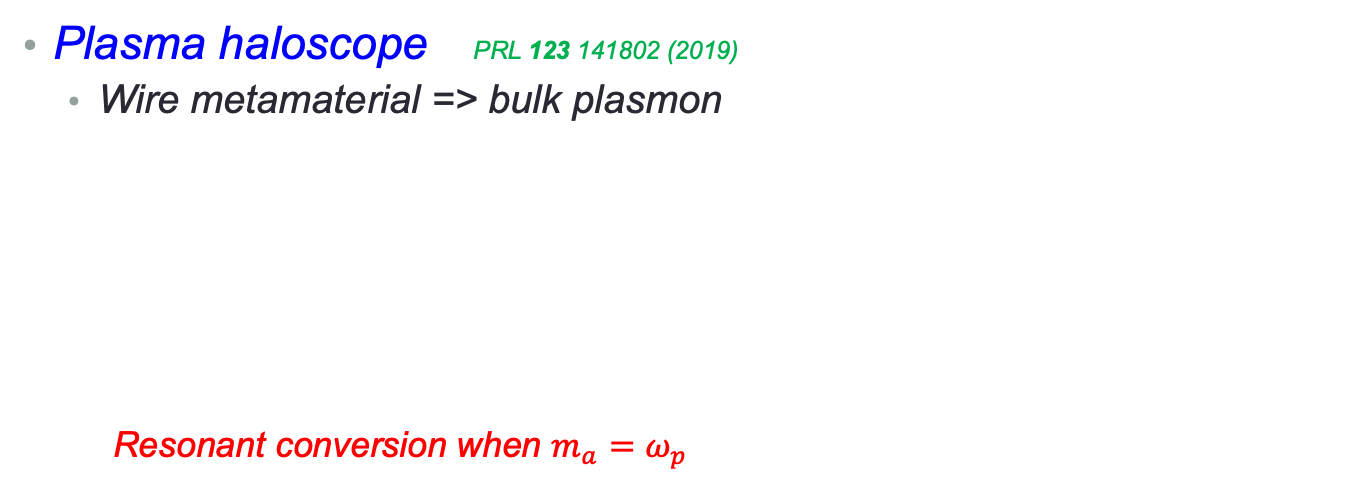 • Plasma haloscope PRL 123 141802 (2019)
• Wire metamaterial => bulk plasmon
Resonant conversion when mₐ = ωₚ